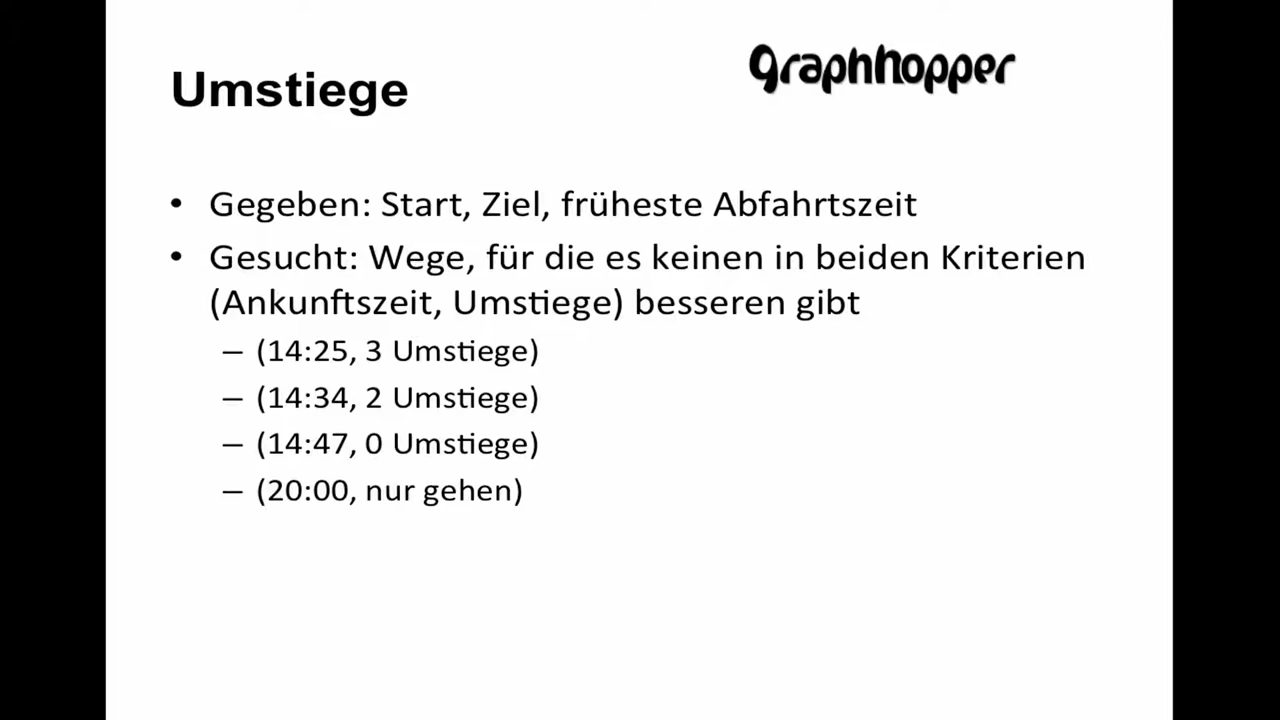 graphhopper
Umstiege
• Gegeben: Start, Ziel, früheste Abfahrtszeit
• Gesucht: Wege, für die es keinen in beiden Kriterien
(Ankunftszeit, Umstiege) besseren gibt
– (14:25, 3 Umstiege)
– (14:34, 2 Umstiege)
– (14:47, 0 Umstiege)
– (20:00, nur gehen)